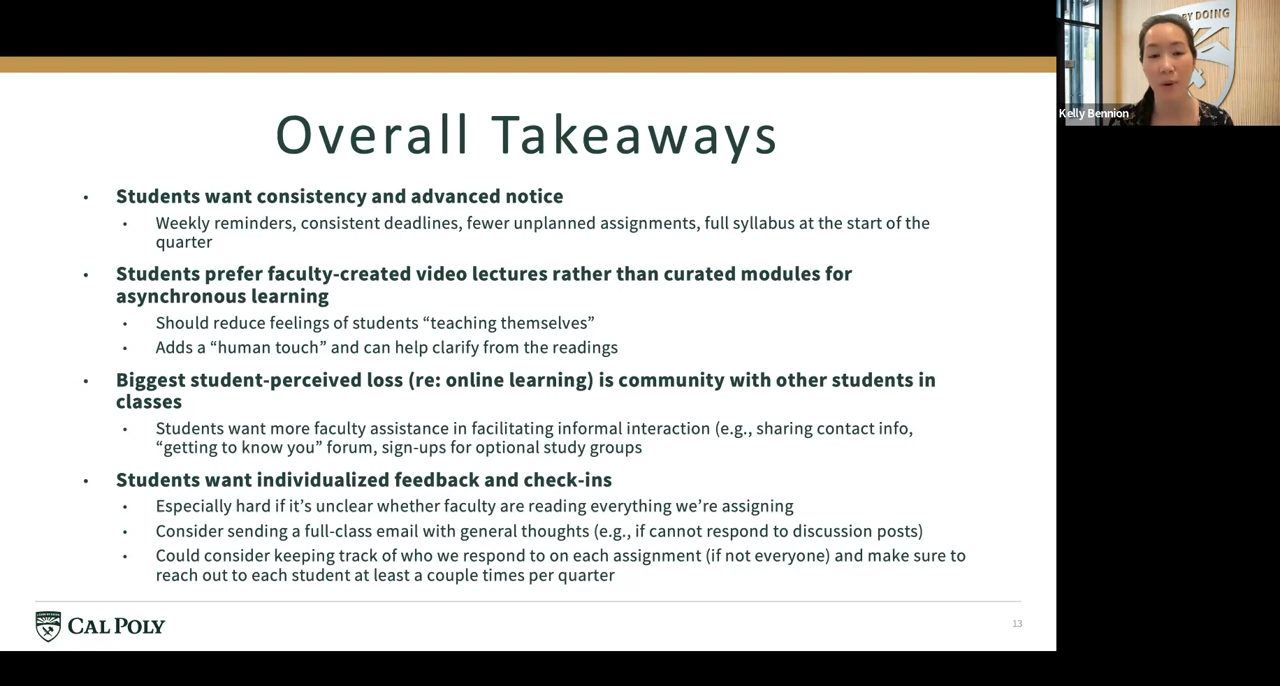 Overall Takeaways
• Students want consistency and advanced notice
• Weekly reminders, consistent deadlines, fewer unplanned assignments, full syllabus at the start of the
quarter
• Students prefer faculty-created video lectures rather than curated modules for
asynchronous learning
• Should reduce feelings of students “teaching themselves”
• Adds a “human touch” and can help clarify from the readings
• Biggest student-perceived loss (re: online learning) is community with other students in
classes
• Students want more faculty assistance in facilitating informal interaction (e.g., sharing contact info,
“getting to know you” forum, sign-ups for optional study groups
• Students want individualized feedback and check-ins
• Especially hard if it’s unclear whether faculty are reading everything we’re assigning
• Consider sending a full-class email with general thoughts (e.g., if cannot respond to discussion posts)
• Could consider keeping track of who we respond to on each assignment (if not everyone) and make sure to
reach out to each student at least a couple times per quarter
CAL POLY
13
BY DOING
Kelly Bennion